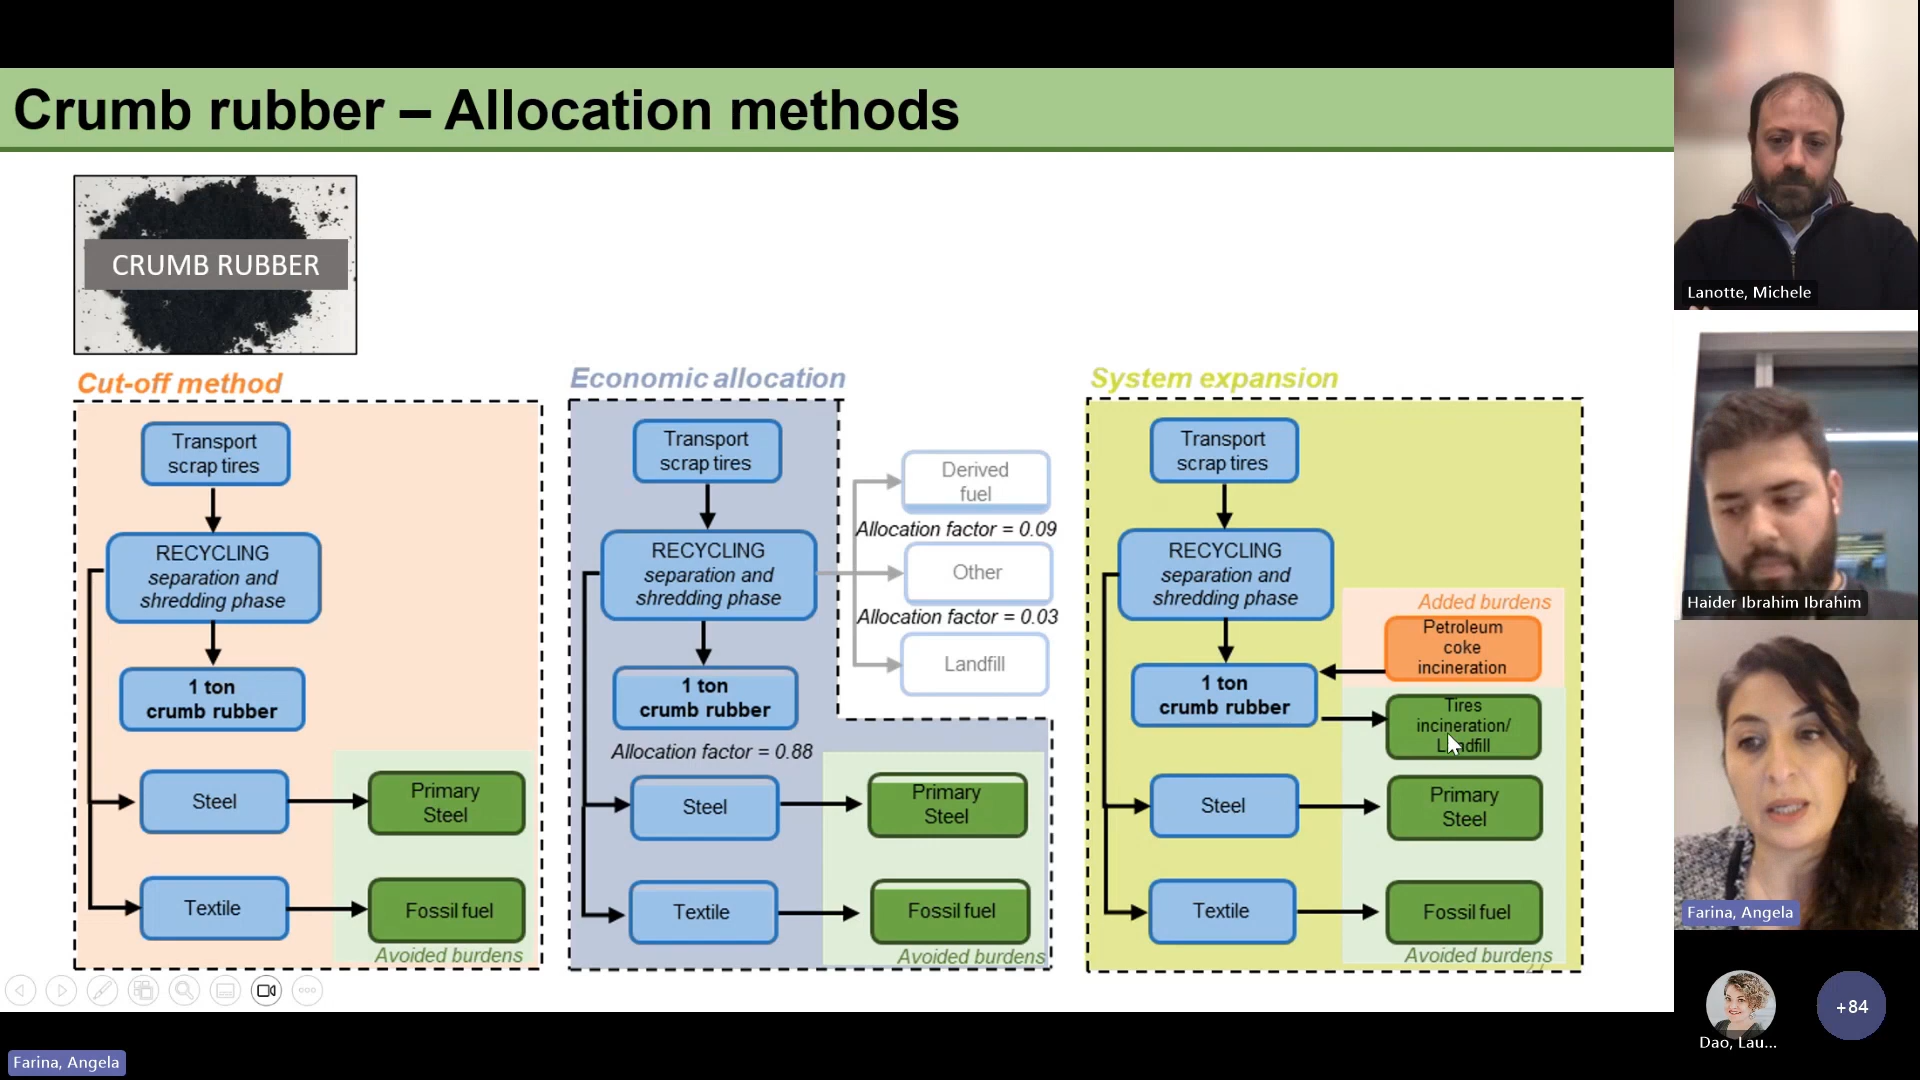 Crumb rubber – Allocation methods
CRUMB RUBBER
Cut-off method
Transport
scrap tires
RECYCLING
separation and
shredding phase
1 ton
crumb rubber
Steel
Primary
Steel
Textile
Fossil fuel
Avoided burdens
Economic allocation
Transport
scrap tires
RECYCLING
separation and
shredding phase
1 ton
crumb rubber
Allocation factor = 0.88
Derived
fuel
Allocation factor = 0.09
Other
Allocation factor = 0.03
Landfill
Steel
Primary
Steel
Textile
Fossil fuel
Avoided burdens
System expansion
Transport
scrap tires
RECYCLING
separation and
shredding phase
1 ton
crumb rubber
Added burdens
Petroleum
coke
incineration
Tires
incineration/
Landfill
Steel
Primary
Steel
Textile
Fossil fuel
Avoided burdens
Lanotte, Michele
Haider Ibrahim Ibrahim
Farina, Angela
Dao, Lau...
+84
Farina, Angela